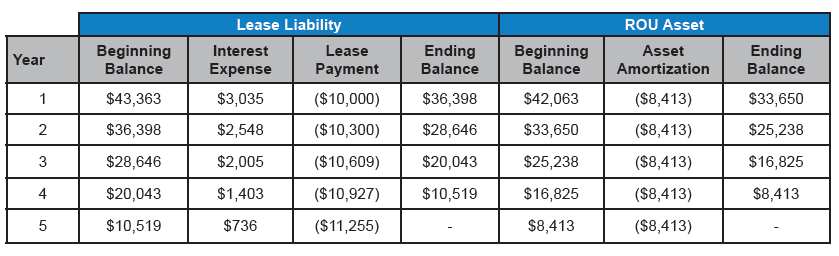 Lease Liability ROU Asset
Year Beginning Balance Interest Expense Lease Payment Ending Balance Beginning Balance Asset Amortization Ending Balance
1 $43,363 $3,035 ($10,000) $36,398 $42,063 ($8,413) $33,650
2 $36,398 $2,548 ($10,300) $28,646 $33,650 ($8,413) $25,238
3 $28,646 $2,005 ($10,609) $20,043 $25,238 ($8,413) $16,825
4 $20,043 $1,403 ($10,927) $10,519 $16,825 ($8,413) $8,413
5 $10,519 $736 ($11,255) - $8,413 ($8,413) -